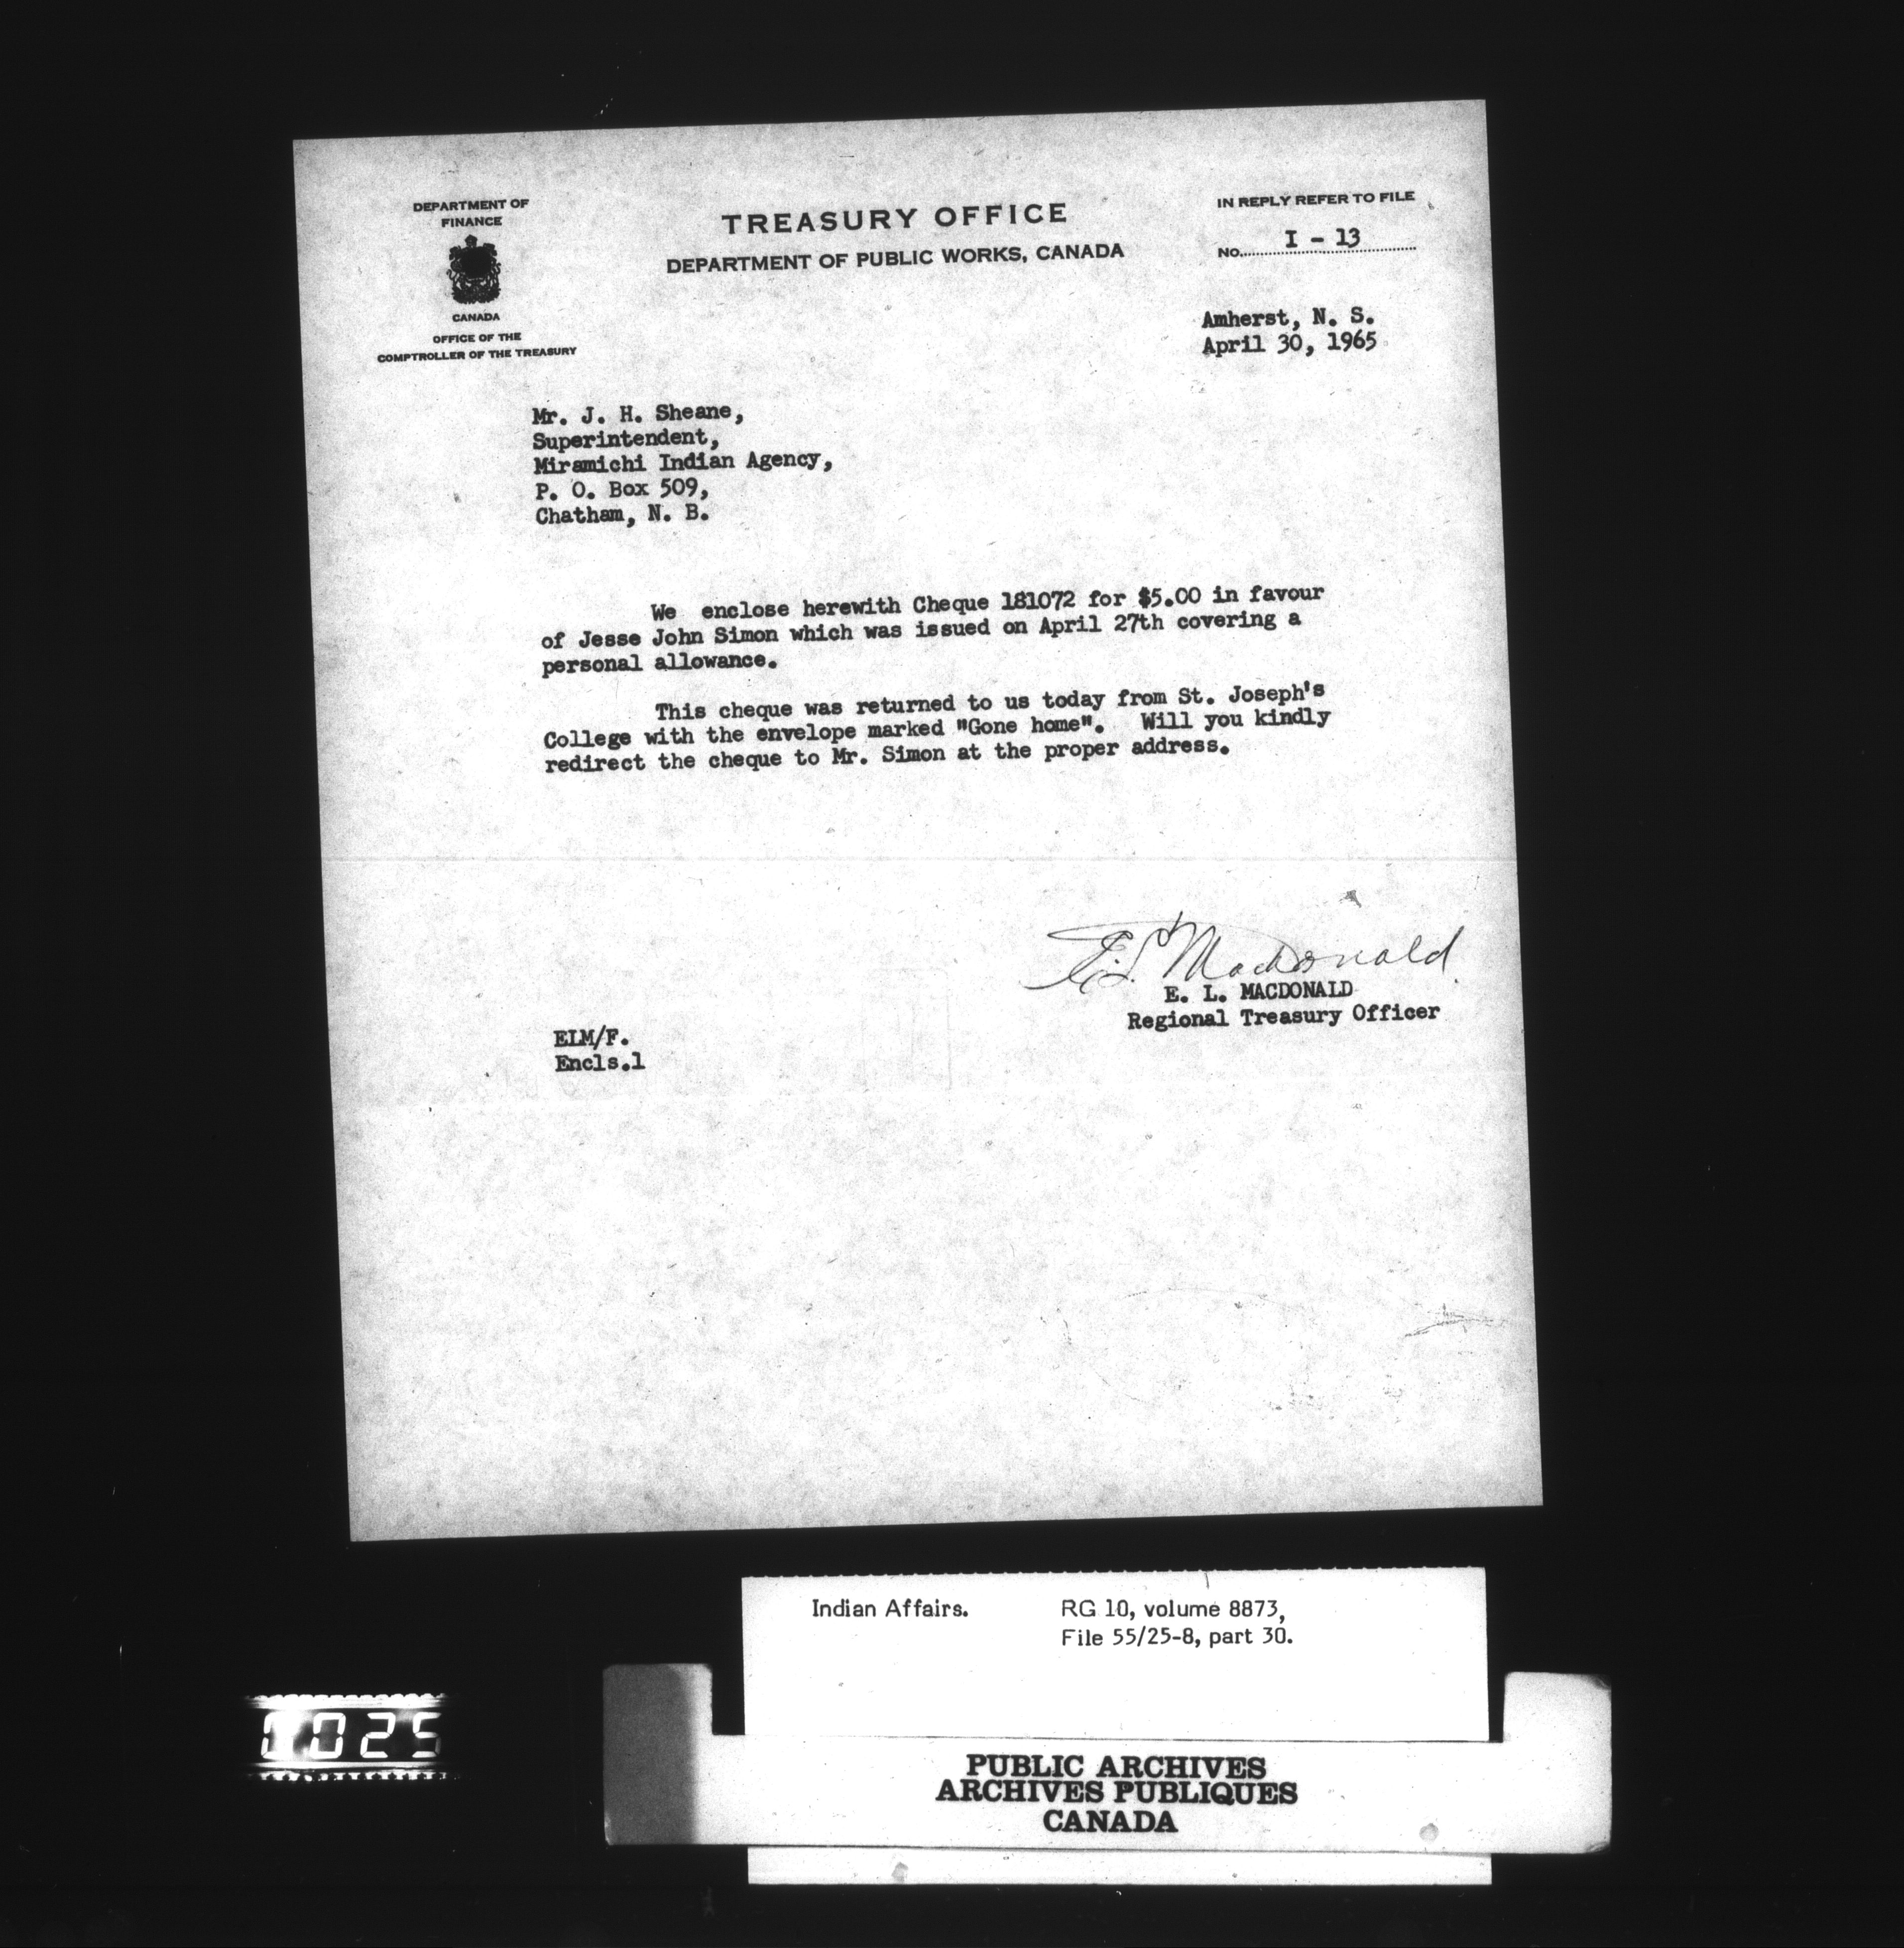 DEPARTMENT OF
FINANCE
CANADA
OFFICE OF THE
COMPTROLLER OF THE TREASURY
TREASURY OFFICE
DEPARTMENT OF PUBLIC WORKS, CANADA
IN REPLY REFER TO FILE
NO. I - 13
Amherst, N. S.
April 30, 1965
Mr. J. H. Sheane,
Superintendent,
Miramichi Indian Agency,
P. O. Box 509,
Chatham, N. B.
We enclose herewith Cheque 181072 for $5.00 in favour
of Jesse John Simon which was issued on April 27th covering a
personal allowance.
This cheque was returned to us today from St. Joseph's
College with the envelope marked "Gone home". Will you kindly
redirect the cheque to Mr. Simon at the proper address.
E. L. MacDonald
E. L. MACDONALD
Regional Treasury Officer
ELM/F.
Encls.1
Indian Affairs. RG 10, volume 8873,
File 55/25-8, part 30.
0025
PUBLIC ARCHIVES
ARCHIVES PUBLIQUES
CANADA